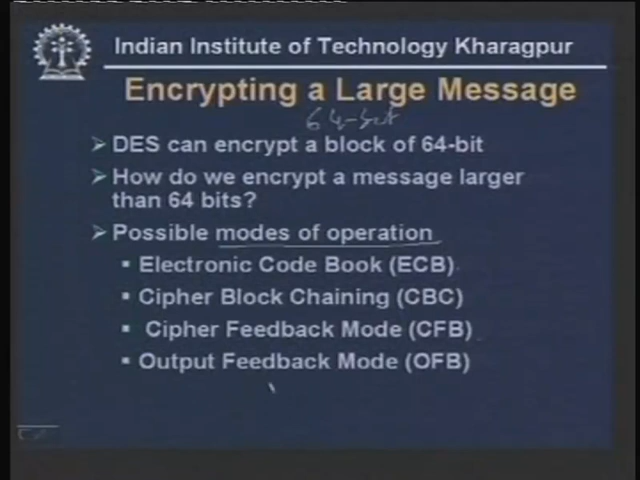 Indian Institute of Technology Kharagpur
Encrypting a Large Message
64-bit
➢ DES can encrypt a block of 64-bit
➢ How do we encrypt a message larger
than 64 bits?
➢ Possible modes of operation
▪ Electronic Code Book (ECB)
▪ Cipher Block Chaining (CBC)
▪ Cipher Feedback Mode (CFB)
▪ Output Feedback Mode (OFB)